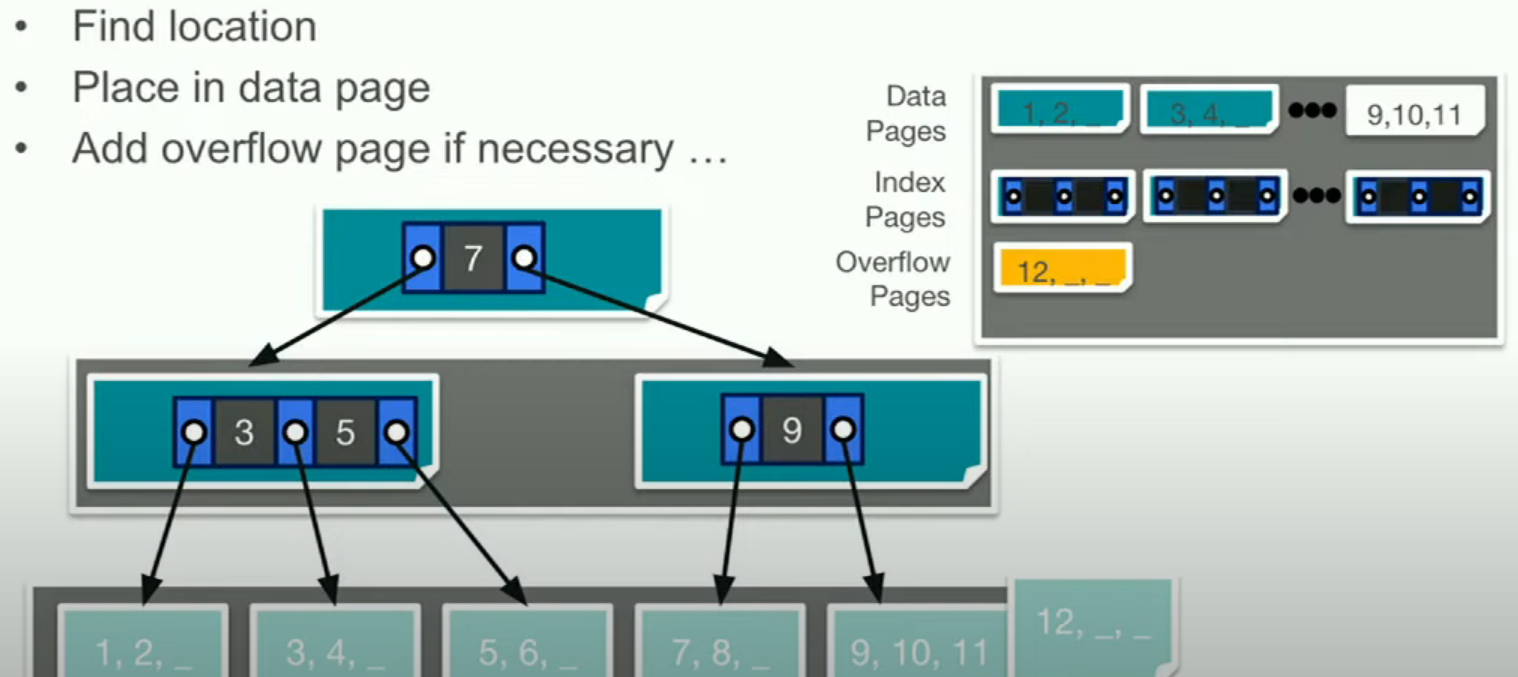 • Find location
• Place in data page
• Add overflow page if necessary …
Data
Pages
1, 2, _
3, 4, _
9,10,11
Index
Pages
Overflow
Pages
12, _, _
7
3
5
9
1, 2, _
3, 4, _
5, 6, _
7, 8, _
9, 10, 11
12, _, _